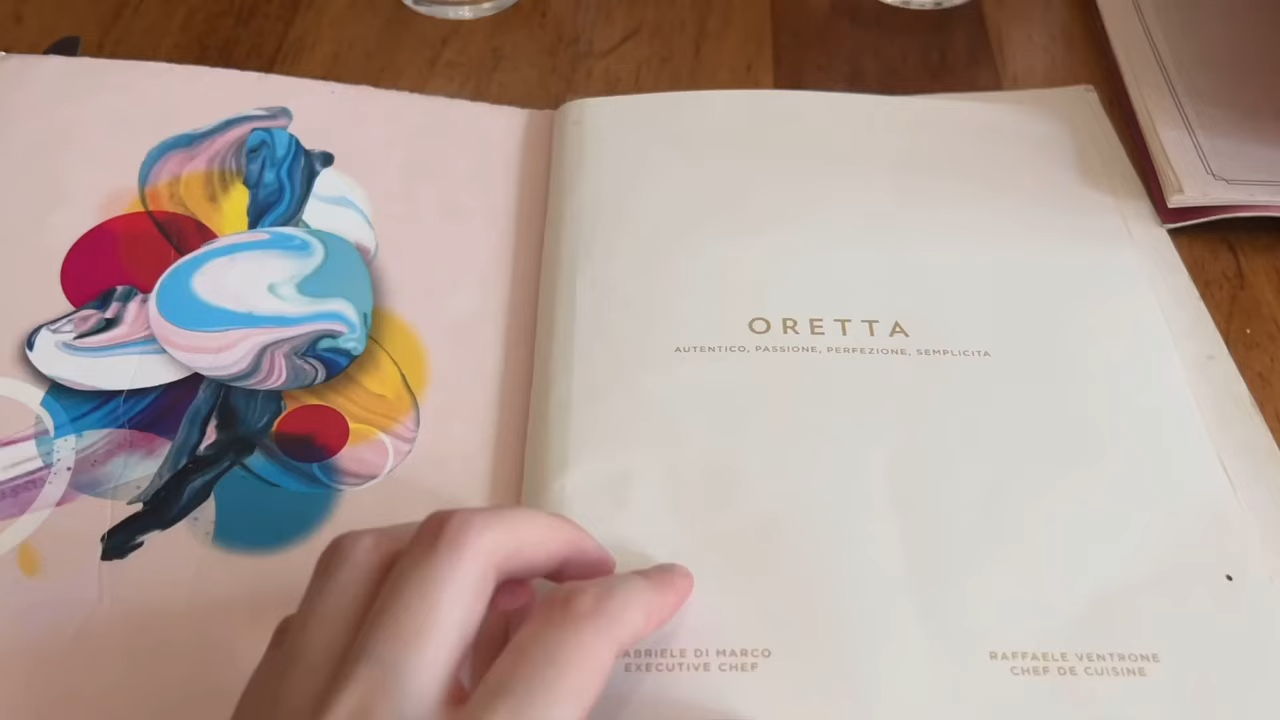 ORETTA
AUTENTICO, PASSIONE, PERFEZIONE, SEMPLICITA
ABRIELE DI MARCO
EXECUTIVE CHEF
RAFFAELE VENTRONE
CHEF DE CUISINE